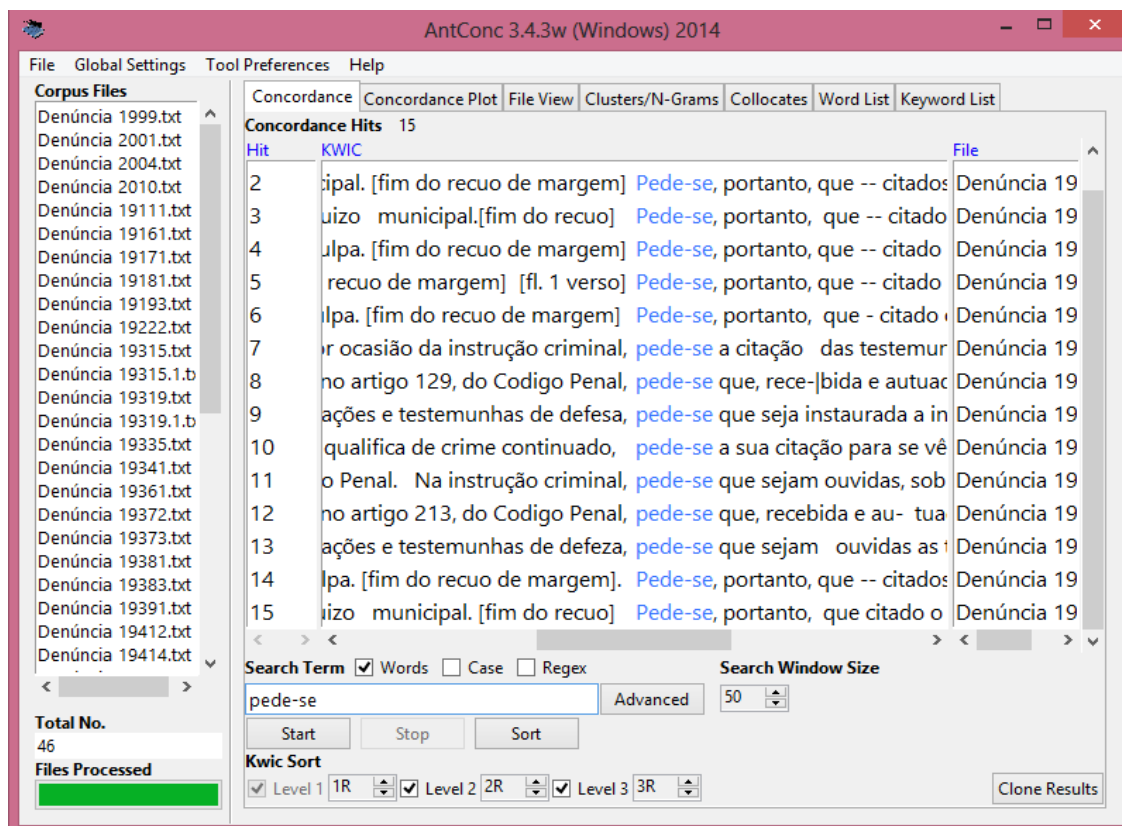 AntConc 3.4.3w (Windows) 2014
File Global Settings Tool Preferences Help
Corpus Files
Denúncia 1999.txt
Denúncia 2001.txt
Denúncia 2004.txt
Denúncia 2010.txt
Denúncia 19111.txt
Denúncia 19161.txt
Denúncia 19171.txt
Denúncia 19181.txt
Denúncia 19193.txt
Denúncia 19222.txt
Denúncia 19315.txt
Denúncia 19315.1.t
Denúncia 19319.txt
Denúncia 19319.1.t
Denúncia 19335.txt
Denúncia 19341.txt
Denúncia 19361.txt
Denúncia 19372.txt
Denúncia 19373.txt
Denúncia 19381.txt
Denúncia 19383.txt
Denúncia 19391.txt
Denúncia 19412.txt
Denúncia 19414.txt
Total No.
46
Files Processed
Concordance Concordance Plot File View Clusters/N-Grams Collocates Word List Keyword List
Concordance Hits 15
Hit KWIC File
2 ipal. [fim do recuo de margem] Pede-se, portanto, que -- citados Denúncia 19
3 uizo municipal.[fim do recuo] Pede-se, portanto, que -- citado Denúncia 19
4 ulpa. [fim do recuo de margem] Pede-se, portanto, que -- citado Denúncia 19
5 recuo de margem] [fl. 1 verso] Pede-se, portanto, que -- citado Denúncia 19
6 lpa. [fim do recuo de margem] Pede-se, portanto, que - citado Denúncia 19
7 r ocasião da instrução criminal, pede-se a citação das testemun Denúncia 19
8 no artigo 129, do Codigo Penal, pede-se que, rece-|bida e autuad Denúncia 19
9 ações e testemunhas de defesa, pede-se que seja instaurada a in Denúncia 19
10 qualifica de crime continuado, pede-se a sua citação para se vê Denúncia 19
11 o Penal. Na instrução criminal, pede-se que sejam ouvidas, sob Denúncia 19
12 no artigo 213, do Codigo Penal, pede-se que, recebida e au- tua Denúncia 19
13 ações e testemunhas de defeza, pede-se que sejam ouvidas as t Denúncia 19
14 lpa. [fim do recuo de margem]. Pede-se, portanto, que -- citados Denúncia 19
15 izo municipal. [fim do recuo] Pede-se, portanto, que citado o Denúncia 19
Search Term Words Case Regex Search Window Size
pede-se Advanced 50
Start Stop Sort
Kwic Sort
Level 1 1R Level 2 2R Level 3 3R Clone Results